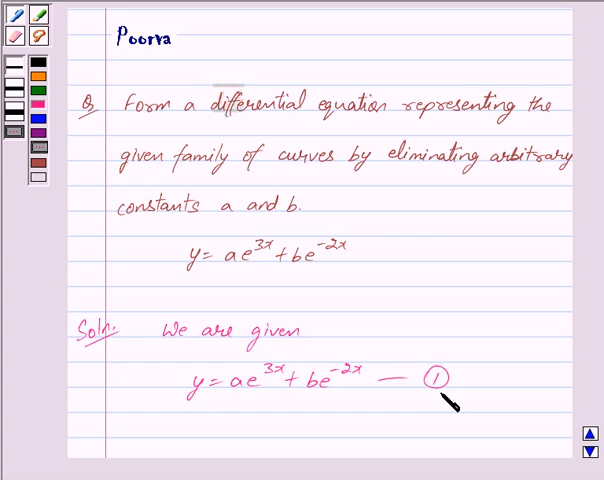 Poorva
Q Form a differential equation representing the
given family of curves by eliminating arbitrary
constants a and b.
y = ae^{3x} + be^{-2x}
Soln. We are given
y = ae^{3x} + be^{-2x} — ①